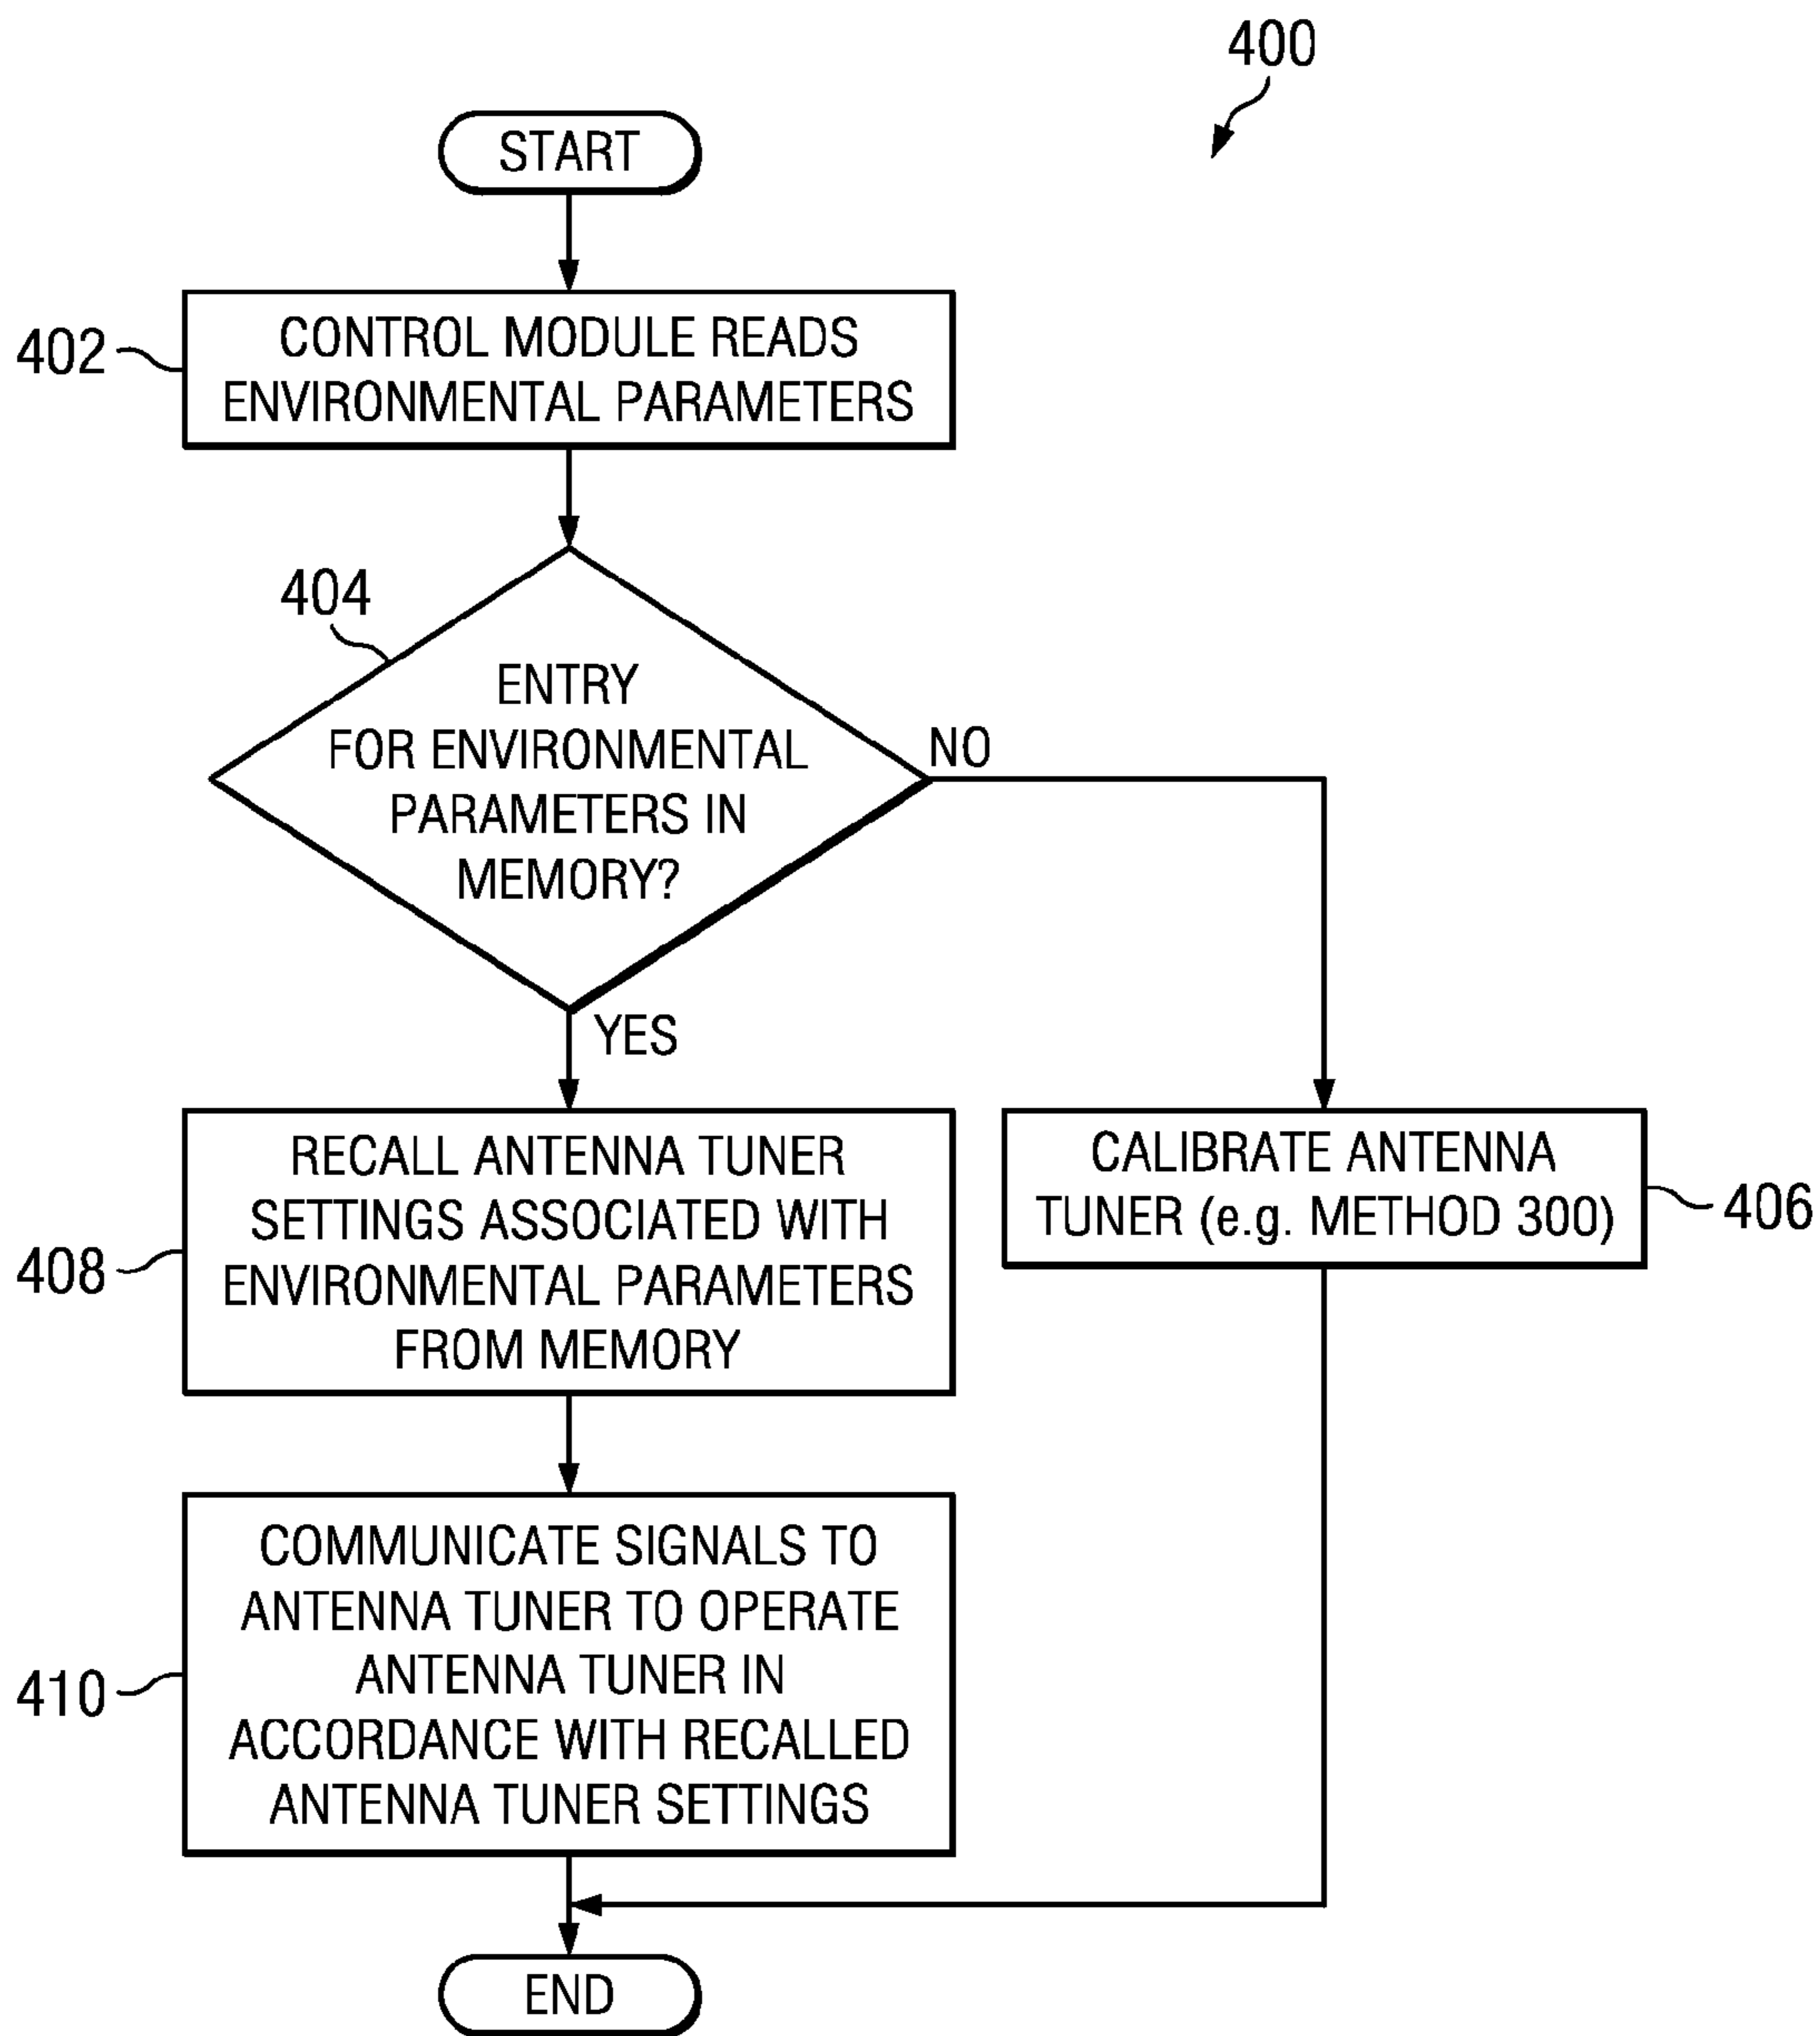 400
START
402
CONTROL MODULE READS
ENVIRONMENTAL PARAMETERS
404
ENTRY
FOR ENVIRONMENTAL
PARAMETERS IN
MEMORY?
NO
YES
408
RECALL ANTENNA TUNER
SETTINGS ASSOCIATED WITH
ENVIRONMENTAL PARAMETERS
FROM MEMORY
CALIBRATE ANTENNA
TUNER (e.g. METHOD 300)
406
410
COMMUNICATE SIGNALS TO
ANTENNA TUNER TO OPERATE
ANTENNA TUNER IN
ACCORDANCE WITH RECALLED
ANTENNA TUNER SETTINGS
END